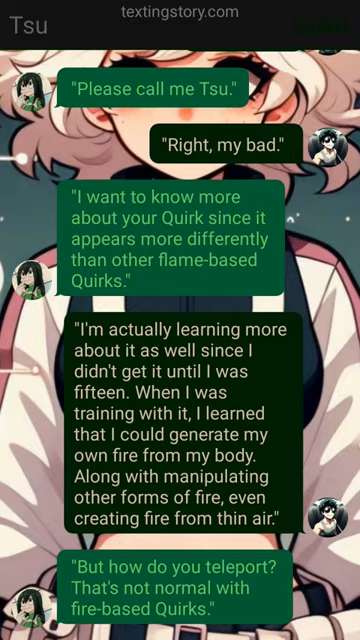 textingstory.com
Tsu
"Please call me Tsu."
"Right, my bad."
"I want to know more
about your Quirk since it
appears more differently
than other flame-based
Quirks."
"I'm actually learning more
about it as well since I
didn't get it until I was
fifteen. When I was
training with it, I learned
that I could generate my
own fire from my body.
Along with manipulating
other forms of fire, even
creating fire from thin air."
"But how do you teleport?
That's not normal with
fire-based Quirks."